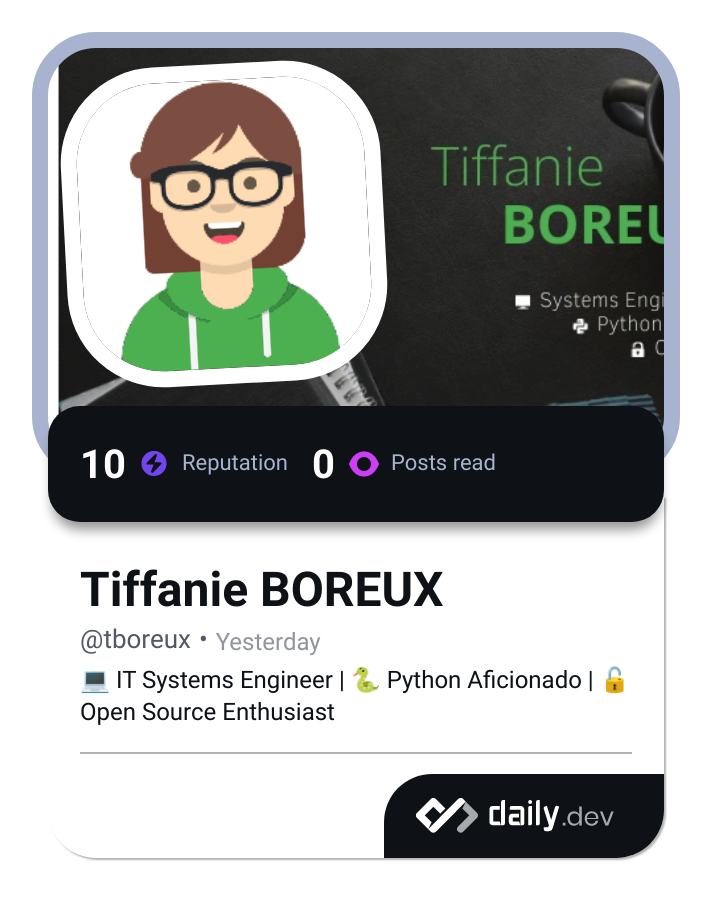 Tiffanie
BOREU
Systems Engi
Python
10 Reputation 0 Posts read
Tiffanie BOREUX
@tboreux • Yesterday
💻 IT Systems Engineer | 🐍 Python Aficionado | 🔓
Open Source Enthusiast
daily.dev